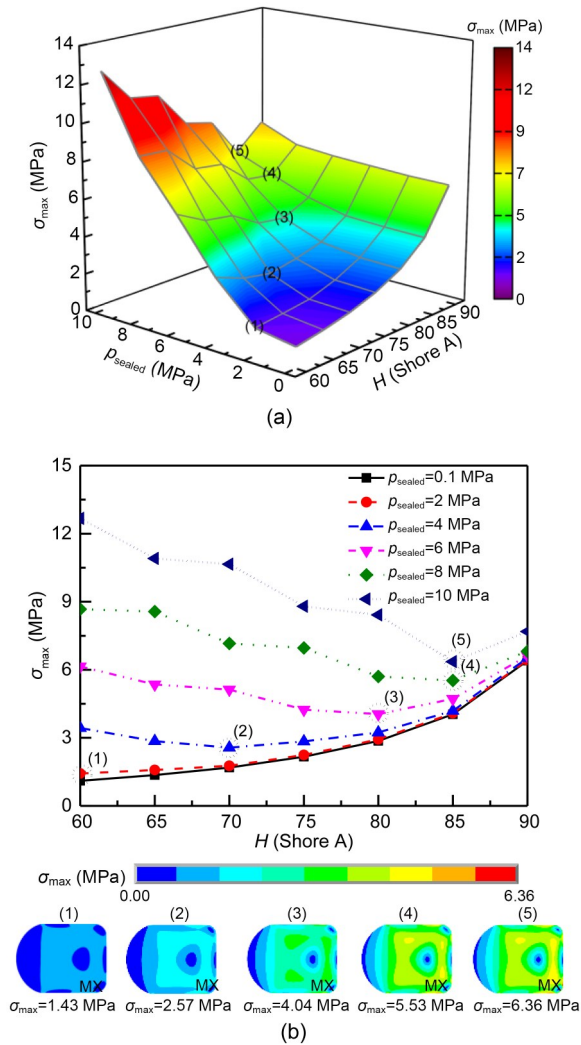 σmax (MPa)
14
12
10
8
6
4
2
0
σmax (MPa)
14
9
7
5
2
0
(5)
(4)
(3)
(2)
(1)
10
8
6
4
2
0
psealed (MPa)
60
65
70
75
80
85
90
H (Shore A)
(a)
15
12
9
6
3
0
σmax (MPa)
psealed=0.1 MPa
psealed=2 MPa
psealed=4 MPa
psealed=6 MPa
psealed=8 MPa
psealed=10 MPa
(5)
(4)
(3)
(2)
(1)
60 65 70 75 80 85 90
H (Shore A)
σmax (MPa)
0.00 6.36
(1) (2) (3) (4) (5)
MX MX MX MX MX
σmax=1.43 MPa σmax=2.57 MPa σmax=4.04 MPa σmax=5.53 MPa σmax=6.36 MPa
(b)